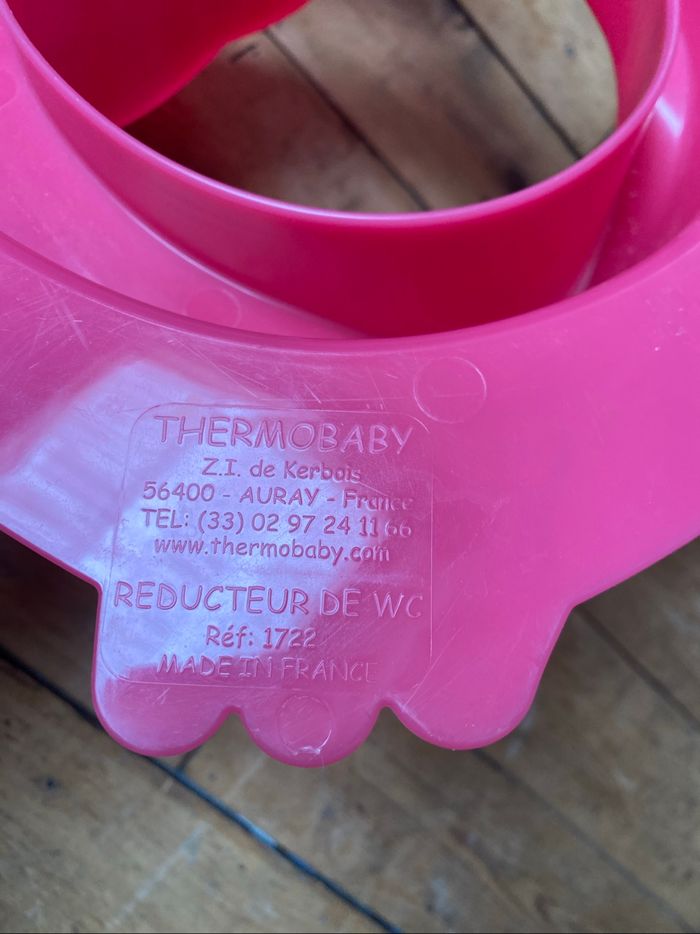 THERMOBABY
Z.I. de Kerbois
56400 - AURAY - France
TEL: (33) 02 97 24 11 66
www.thermobaby.com
REDUCTEUR DE WC
Réf: 1722
MADE IN FRANCE